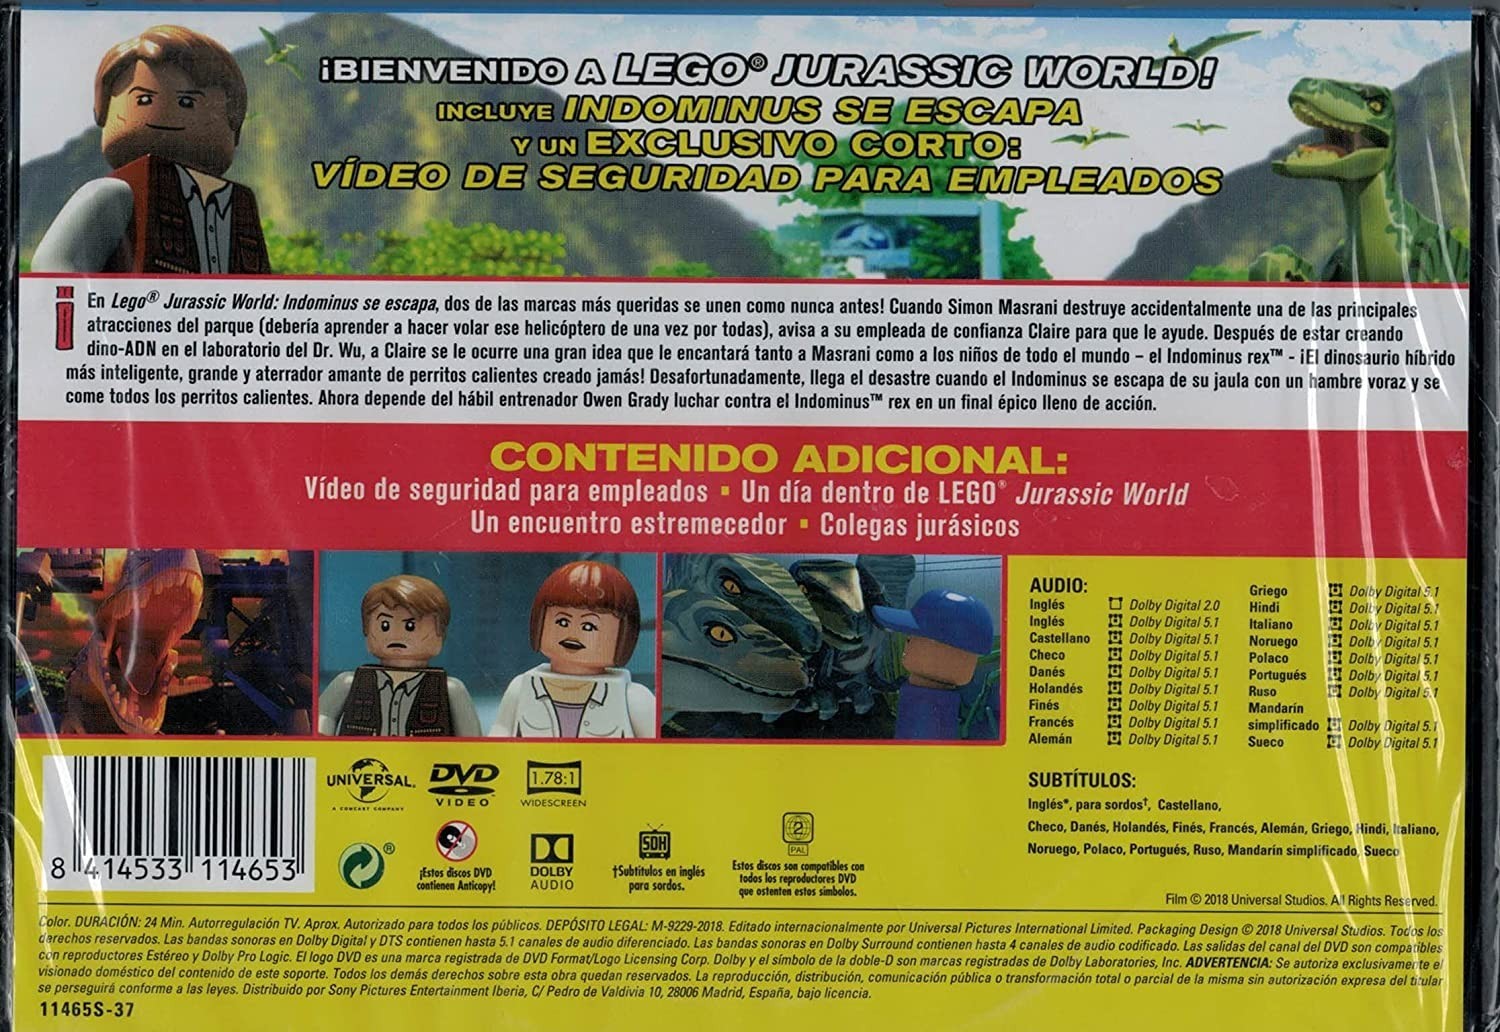 ¡BIENVENIDO A LEGO® JURASSIC WORLD!
INCLUYE INDOMINUS SE ESCAPA
Y UN EXCLUSIVO CORTO:
VÍDEO DE SEGURIDAD PARA EMPLEADOS
¡En Lego® Jurassic World: Indominus se escapa, dos de las marcas más queridas se unen como nunca antes! Cuando Simon Masrani destruye accidentalmente una de las principales
atracciones del parque (debería aprender a hacer volar ese helicóptero de una vez por todas), avisa a su empleada de confianza Claire para que le ayude. Después de estar creando
dino-ADN en el laboratorio del Dr. Wu, a Claire se le ocurre una gran idea que le encantará tanto a Masrani como a los niños de todo el mundo – el Indominus rex™ - ¡El dinosaurio híbrido
más inteligente, grande y aterrador amante de perritos calientes creado jamás! Desafortunadamente, llega el desastre cuando el Indominus se escapa de su jaula con un hambre voraz y se
come todos los perritos calientes. Ahora depende del hábil entrenador Owen Grady luchar contra el Indominus™ rex en un final épico lleno de acción.
CONTENIDO ADICIONAL:
Vídeo de seguridad para empleados ▪ Un día dentro de LEGO® Jurassic World
Un encuentro estremecedor ▪ Colegas jurásicos
AUDIO:
Inglés Dolby Digital 2.0
Inglés Dolby Digital 5.1
Castellano Dolby Digital 5.1
Checo Dolby Digital 5.1
Danés Dolby Digital 5.1
Holandés Dolby Digital 5.1
Finés Dolby Digital 5.1
Francés Dolby Digital 5.1
Alemán Dolby Digital 5.1
Griego Dolby Digital 5.1
Hindi Dolby Digital 5.1
Italiano Dolby Digital 5.1
Noruego Dolby Digital 5.1
Polaco Dolby Digital 5.1
Portugués Dolby Digital 5.1
Ruso Dolby Digital 5.1
Mandarín
simplificado Dolby Digital 5.1
Sueco Dolby Digital 5.1
SUBTÍTULOS:
Inglés*, para sordos†, Castellano,
Checo, Danés, Holandés, Finés, Francés, Alemán, Griego, Hindi, Italiano,
Noruego, Polaco, Portugués, Ruso, Mandarín simplificado, Sueco
8 414533 114653
UNIVERSAL
A COMCAST COMPANY
DVD
VIDEO
1.78:1
WIDESCREEN
®
¡Estos discos DVD
contienen Anticopy!
DOLBY
AUDIO
SDH
†Subtítulos en inglés
para sordos.
2
PAL
Estos discos son compatibles con
todos los reproductores DVD
que ostenten estos símbolos.
Film © 2018 Universal Studios. All Rights Reserved.
Color. DURACIÓN: 24 Min. Autorregulación TV. Aprox. Autorizado para todos los públicos. DEPÓSITO LEGAL: M-9229-2018. Editado internacionalmente por Universal Pictures International Limited. Packaging Design © 2018 Universal Studios. Todos los
derechos reservados. Las bandas sonoras en Dolby Digital y DTS contienen hasta 5.1 canales de audio diferenciado. Las bandas sonoras en Dolby Surround contienen hasta 4 canales de audio codificado. Las salidas del canal del DVD son compatibles
con reproductores Estéreo y Dolby Pro Logic. El logo DVD es una marca registrada de DVD Format/Logo Licensing Corp. Dolby y el símbolo de la doble-D son marcas registradas de Dolby Laboratories, Inc. ADVERTENCIA: Se autoriza exclusivamente el
visionado doméstico del contenido de este soporte. Todos los demás derechos sobre esta obra quedan reservados. La reproducción, distribución, comunicación pública o transformación total o parcial de la misma sin autorización expresa del titular
se perseguirá conforme a las leyes. Distribuido por Sony Pictures Entertainment Iberia, C/ Pedro de Valdivia 10, 28006 Madrid, España, bajo licencia.
11465S-37